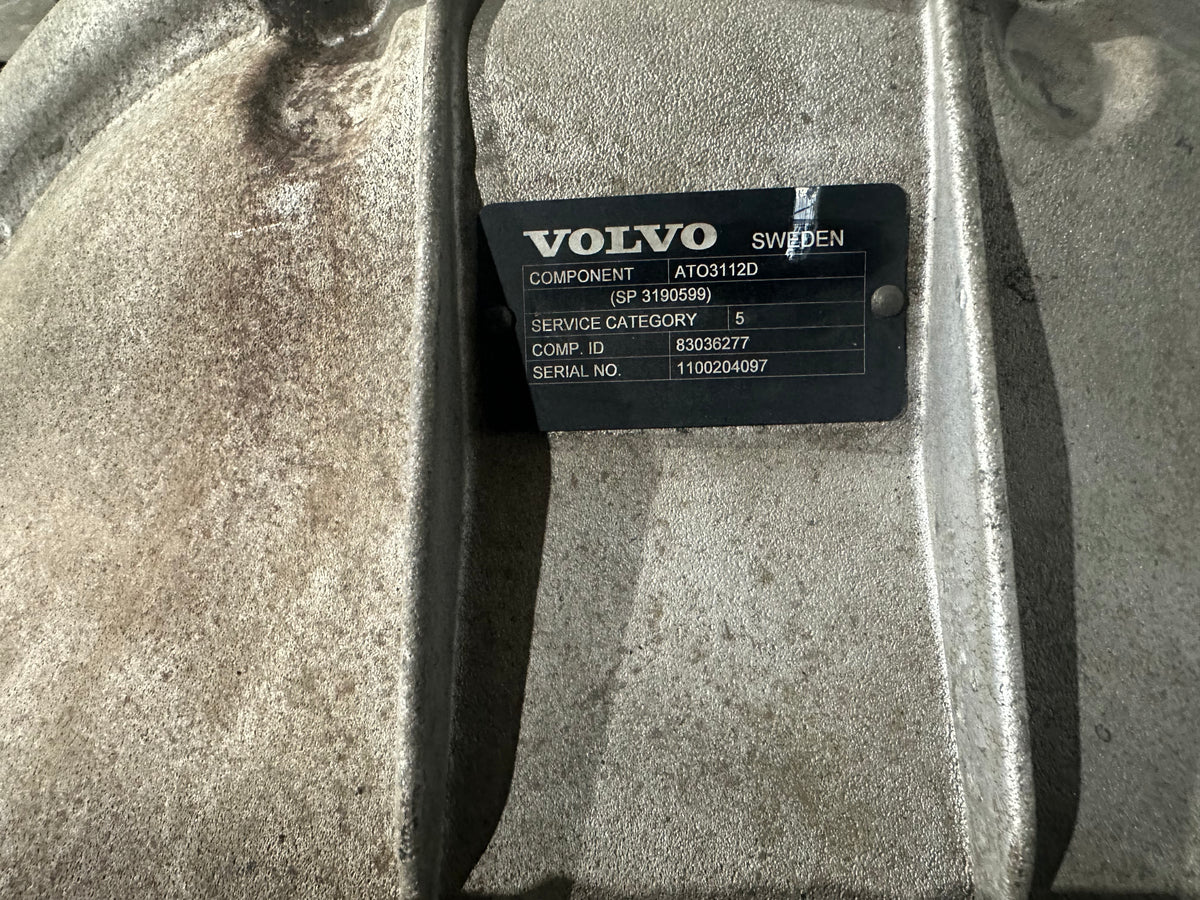 VOLVO SWEDEN
COMPONENT ATO3112D
(SP 3190599)
SERVICE CATEGORY 5
COMP. ID 83036277
SERIAL NO. 1100204097